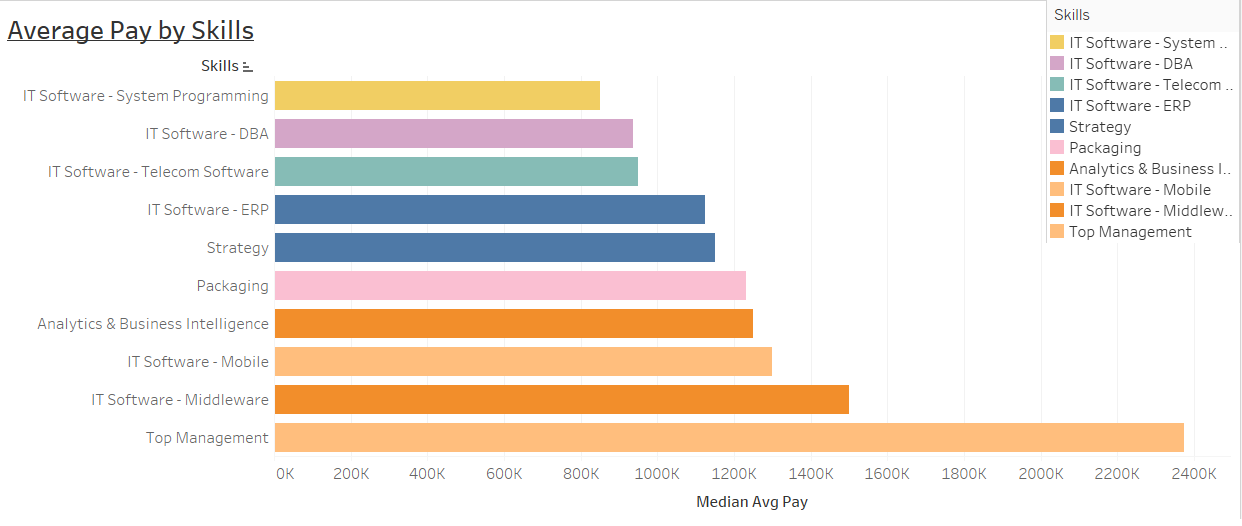 Average Pay by Skills
Skills
IT Software - System Programming
IT Software - DBA
IT Software - Telecom Software
IT Software - ERP
Strategy
Packaging
Analytics & Business Intelligence
IT Software - Mobile
IT Software - Middleware
Top Management
0K 200K 400K 600K 800K 1000K 1200K 1400K 1600K 1800K 2000K 2200K 2400K
Median Avg Pay
Skills
IT Software - System ..
IT Software - DBA
IT Software - Telecom ..
IT Software - ERP
Strategy
Packaging
Analytics & Business I..
IT Software - Mobile
IT Software - Middlew..
Top Management